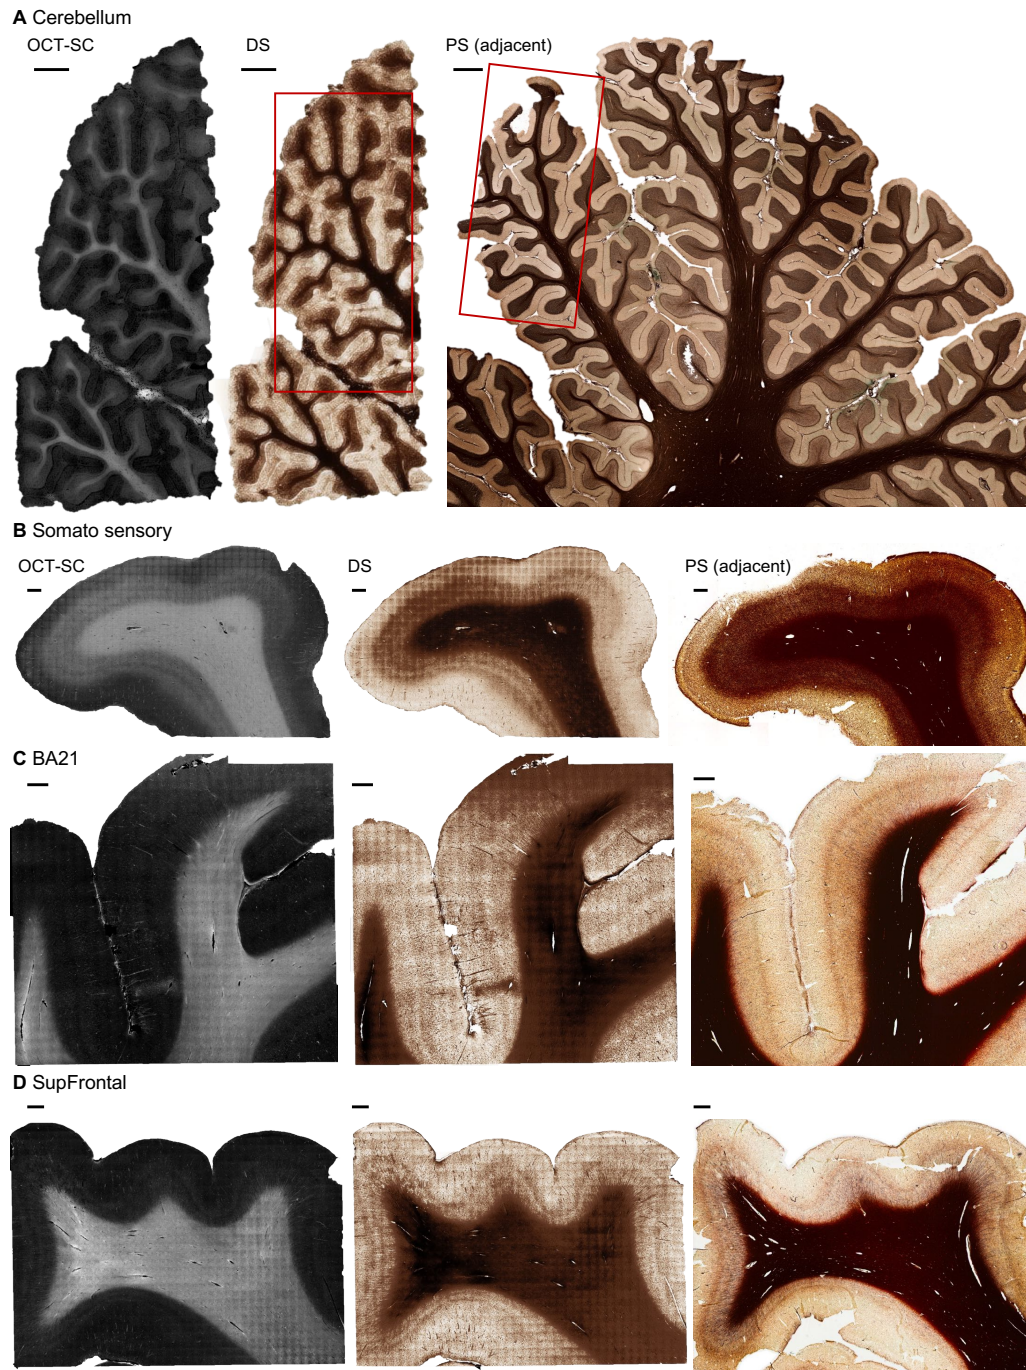 A Cerebellum
OCT-SC
DS
PS (adjacent)
B Somato sensory
OCT-SC
DS
PS (adjacent)
C BA21
D SupFrontal